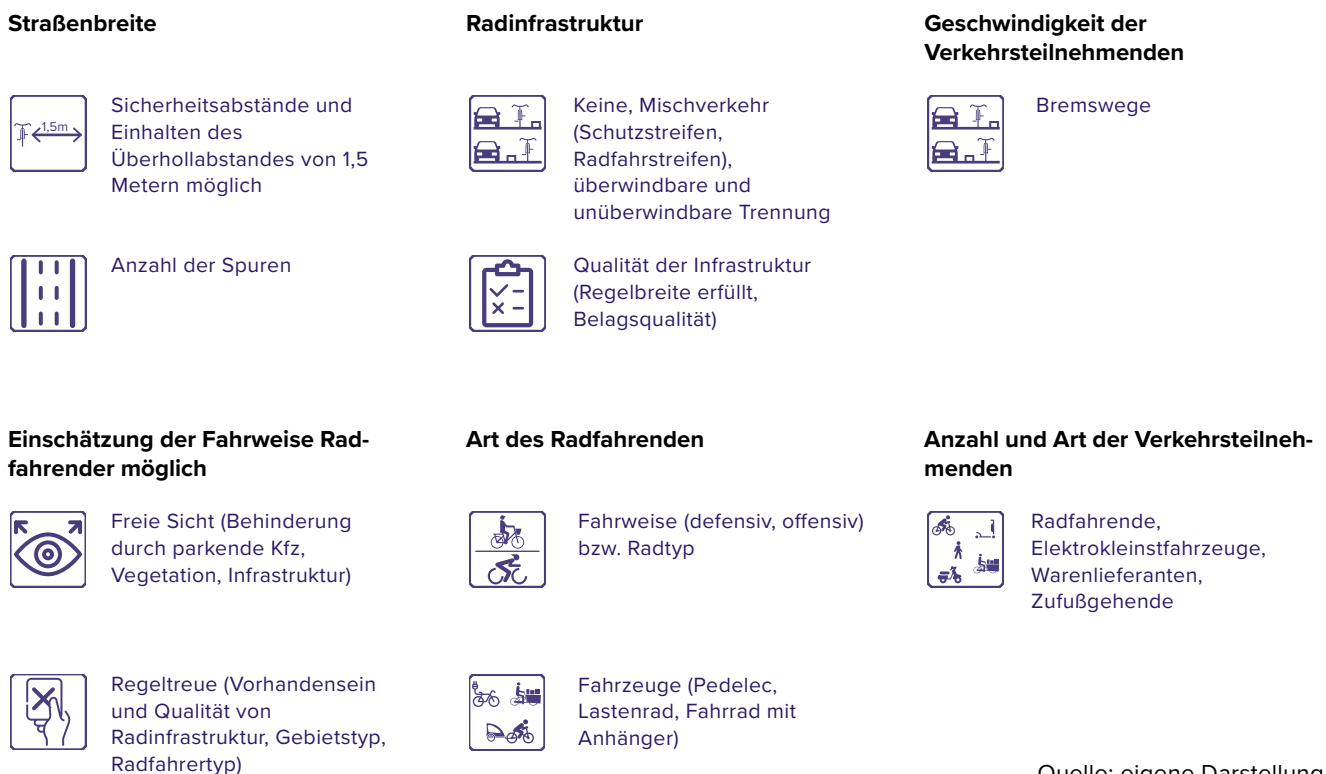 Straßenbreite
Sicherheitsabstände und
Einhalten des
Überhollabstandes von 1,5
Metern möglich
1,5m
Anzahl der Spuren
Radinfrastruktur
Keine, Mischverkehr
(Schutzstreifen,
Radfahrstreifen),
überwindbare und
unüberwindbare Trennung
Qualität der Infrastruktur
(Regelbreite erfüllt,
Belagsqualität)
Geschwindigkeit der
Verkehrsteilnehmenden
Bremswege
Einschätzung der Fahrweise Rad-
fahrender möglich
Freie Sicht (Behinderung
durch parkende Kfz,
Vegetation, Infrastruktur)
Regeltreue (Vorhandensein
und Qualität von
Radinfrastruktur, Gebietstyp,
Radfahrertyp)
Art des Radfahrenden
Fahrweise (defensiv, offensiv)
bzw. Radtyp
Fahrzeuge (Pedelec,
Lastenrad, Fahrrad mit
Anhänger)
Anzahl und Art der Verkehrsteilneh-
menden
Radfahrende,
Elektrokleinstfahrzeuge,
Warenlieferanten,
Zufußgehende
Quelle: eigene Darstellung